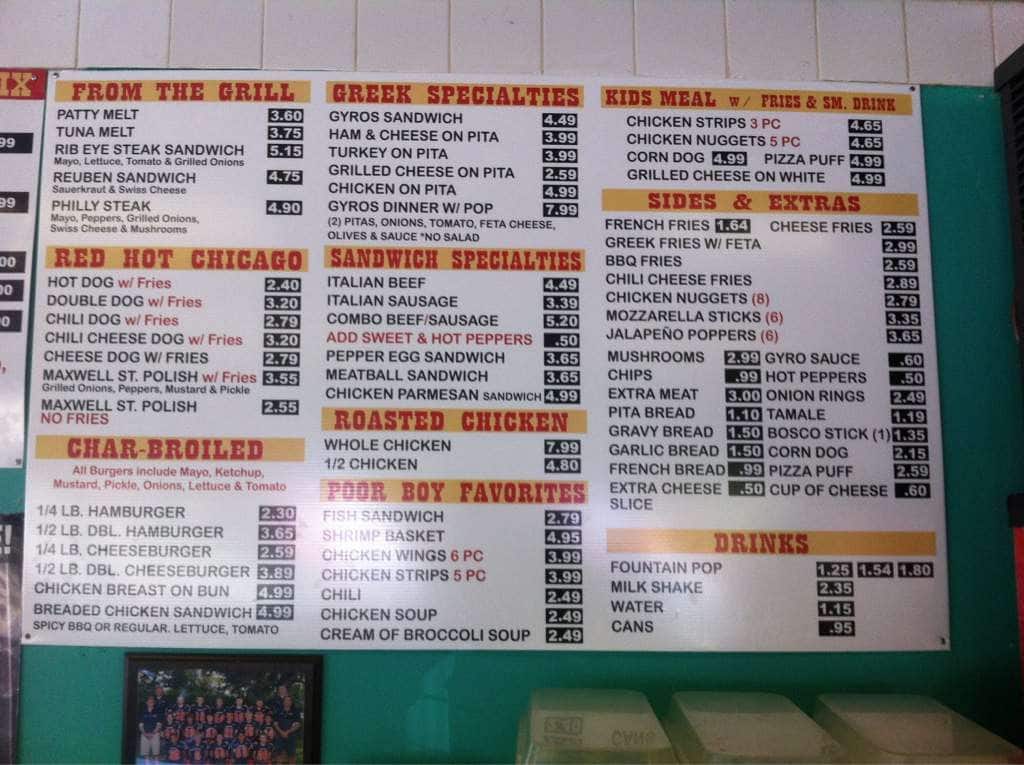 IX
99
99
00
00
0
FROM THE GRILL
PATTY MELT 3.60
TUNA MELT 3.75
RIB EYE STEAK SANDWICH 5.15
Mayo, Lettuce, Tomato & Grilled Onions
REUBEN SANDWICH 4.75
Sauerkraut & Swiss Cheese
PHILLY STEAK 4.90
Mayo, Peppers, Grilled Onions,
Swiss Cheese & Mushrooms
RED HOT CHICAGO
HOT DOG w/ Fries 2.40
DOUBLE DOG w/ Fries 3.20
CHILI DOG w/ Fries 2.79
CHILI CHEESE DOG w/ Fries 3.20
CHEESE DOG W/ FRIES 2.79
MAXWELL ST. POLISH w/ Fries 3.55
Grilled Onions, Peppers, Mustard & Pickle
MAXWELL ST. POLISH 2.55
NO FRIES
CHAR-BROILED
All Burgers include Mayo, Ketchup,
Mustard, Pickle, Onions, Lettuce & Tomato
1/4 LB. HAMBURGER 2.30
1/2 LB. DBL. HAMBURGER 3.65
1/4 LB. CHEESEBURGER 2.59
1/2 LB. DBL. CHEESEBURGER 3.89
CHICKEN BREAST ON BUN 4.99
BREADED CHICKEN SANDWICH 4.99
SPICY BBQ OR REGULAR. LETTUCE, TOMATO
GREEK SPECIALTIES
GYROS SANDWICH 4.49
HAM & CHEESE ON PITA 3.99
TURKEY ON PITA 3.99
GRILLED CHEESE ON PITA 2.59
CHICKEN ON PITA 4.99
GYROS DINNER W/ POP 7.99
(2) PITAS, ONIONS, TOMATO, FETA CHEESE,
OLIVES & SAUCE *NO SALAD
SANDWICH SPECIALTIES
ITALIAN BEEF 4.49
ITALIAN SAUSAGE 3.39
COMBO BEEF/SAUSAGE 5.20
ADD SWEET & HOT PEPPERS .50
PEPPER EGG SANDWICH 3.65
MEATBALL SANDWICH 3.65
CHICKEN PARMESAN SANDWICH 4.99
ROASTED CHICKEN
WHOLE CHICKEN 7.99
1/2 CHICKEN 4.80
POOR BOY FAVORITES
FISH SANDWICH 2.79
SHRIMP BASKET 4.95
CHICKEN WINGS 6 PC 3.99
CHICKEN STRIPS 5 PC 3.99
CHILI 2.49
CHICKEN SOUP 2.49
CREAM OF BROCCOLI SOUP 2.49
KIDS MEAL W/ FRIES & SM. DRINK
CHICKEN STRIPS 3 PC 4.65
CHICKEN NUGGETS 5 PC 4.65
CORN DOG 4.99 PIZZA PUFF 4.99
GRILLED CHEESE ON WHITE 4.99
SIDES & EXTRAS
FRENCH FRIES 1.64 CHEESE FRIES 2.59
GREEK FRIES W/ FETA 2.99
BBQ FRIES 2.59
CHILI CHEESE FRIES 2.89
CHICKEN NUGGETS (8) 2.79
MOZZARELLA STICKS (6) 3.35
JALAPEÑO POPPERS (6) 3.65
MUSHROOMS 2.99 GYRO SAUCE .60
CHIPS .99 HOT PEPPERS .50
EXTRA MEAT 3.00 ONION RINGS 2.49
PITA BREAD 1.10 TAMALE 1.19
GRAVY BREAD 1.50 BOSCO STICK (1) 1.35
GARLIC BREAD 1.50 CORN DOG 2.15
FRENCH BREAD .99 PIZZA PUFF 2.59
EXTRA CHEESE .50 CUP OF CHEESE .60
SLICE
DRINKS
FOUNTAIN POP 1.25 1.54 1.80
MILK SHAKE 2.35
WATER 1.15
CANS .95